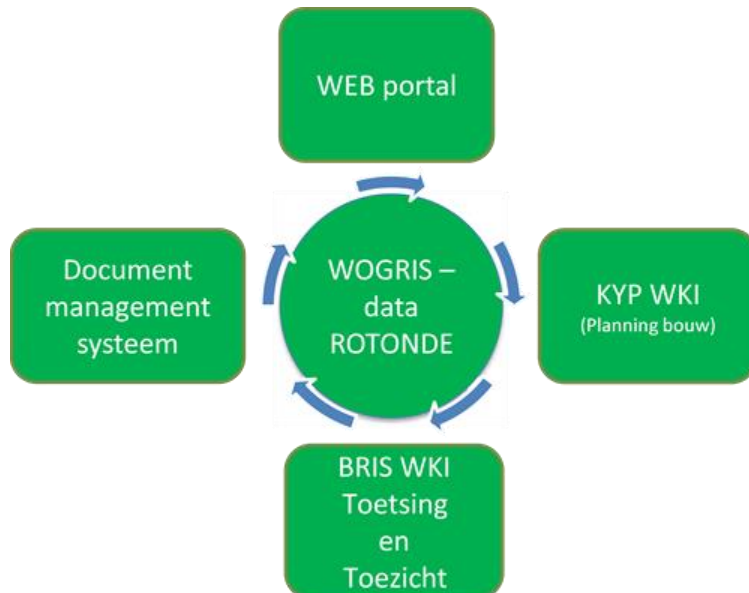 WEB portal
Document
management
systeem
WOGRIS –
data
ROTONDE
KYP WKI
(Planning bouw)
BRIS WKI
Toetsing
en
Toezicht